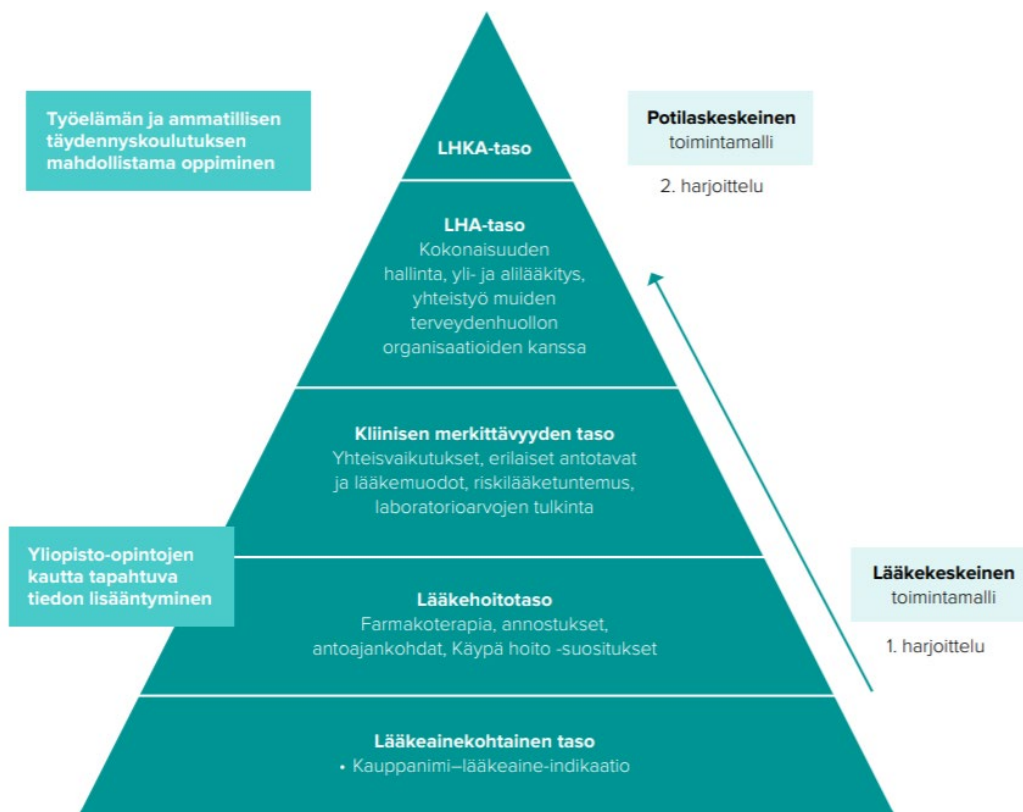 Työelämän ja ammatillisen
täydennyskoulutuksen
mahdollistama oppiminen
LHKA-taso
Potilaskeskeinen
toimintamalli
2. harjoittelu
LHA-taso
Kokonaisuuden
hallinta, yli- ja alilääkitys,
yhteistyö muiden
terveydenhuollon
organisaatioiden kanssa
Kliinisen merkittävyyden taso
Yhteisvaikutukset, erilaiset antotavat
ja lääkemuodot, riskilääketuntemus,
laboratorioarvojen tulkinta
Yliopisto-opintojen
kautta tapahtuva
tiedon lisääntyminen
Lääkekeskeinen
toimintamalli
1. harjoittelu
Lääkehoitotaso
Farmakoterapia, annostukset,
antoajankohdat, Käypä hoito -suositukset
Lääkeainekohtainen taso
• Kauppanimi–lääkeaine-indikaatio